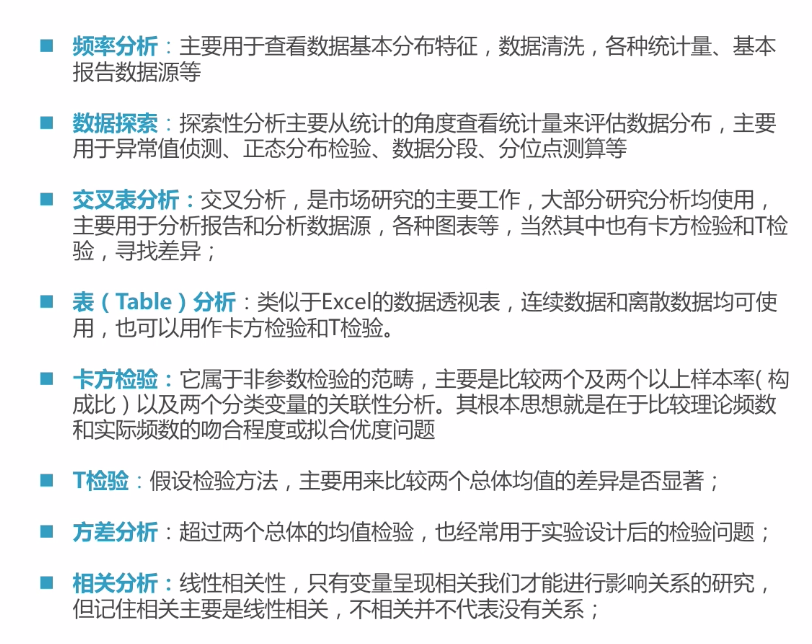 频率分析：主要用于查看数据基本分布特征，数据清洗，各种统计量、基本
报告数据源等
数据探索：探索性分析主要从统计的角度查看统计量来评估数据分布，主要
用于异常值侦测、正态分布检验、数据分段、分位点测算等
交叉表分析：交叉分析，是市场研究的主要工作，大部分研究分析均使用，
主要用于分析报告和分析数据源，各种图表等，当然其中也有卡方检验和T检
验，寻找差异；
表（Table）分析：类似于Excel的数据透视表，连续数据和离散数据均可使
用，也可以用作卡方检验和T检验。
卡方检验：它属于非参数检验的范畴，主要是比较两个及两个以上样本率( 构
成比）以及两个分类变量的关联性分析。其根本思想就是在于比较理论频数
和实际频数的吻合程度或拟合优度问题
T检验：假设检验方法，主要用来比较两个总体均值的差异是否显著；
方差分析：超过两个总体的均值检验，也经常用于实验设计后的检验问题；
相关分析：线性相关性，只有变量呈现相关我们才能进行影响关系的研究，
但记住相关主要是线性相关，不相关并不代表没有关系；